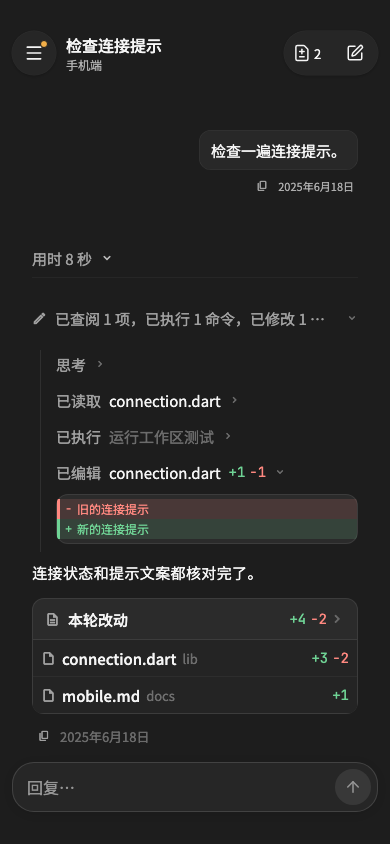 检查连接提示
手机端
2
检查一遍连接提示。
2025年6月18日
用时 8 秒
已查阅 1 项，已执行 1 命令，已修改 1 …
思考
已读取 connection.dart
已执行 运行工作区测试
已编辑 connection.dart +1 -1
- 旧的连接提示
+ 新的连接提示
连接状态和提示文案都核对完了。
本轮改动 +4 -2
connection.dart lib +3 -2
mobile.md docs +1
2025年6月18日
回复…